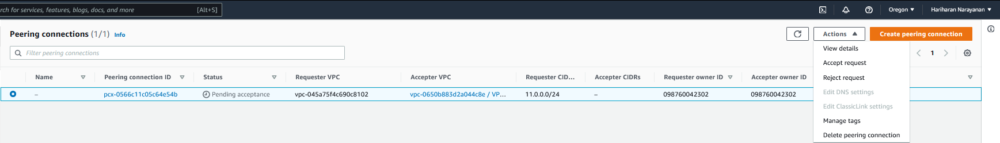 rch for services, features, blogs, docs, and more [Alt+S] Oregon ▼ Hariharan Narayanan ▼
Peering connections (1/1) Info Actions ▲ Create peering connection
Filter peering connections 1
Name Peering connection ID Status Requester VPC Accepter VPC Requester CID... Accepter CIDRs Requester owner ID Accepter owner ID
– pcx-0566c11c05c64e54b Pending acceptance vpc-045a75f4c690c8102 vpc-0650b883d2a044c8e / VP... 11.0.0.0/24 – 098760042302 098760042302
View details
Accept request
Reject request
Edit DNS settings
Edit ClassicLink settings
Manage tags
Delete peering connection